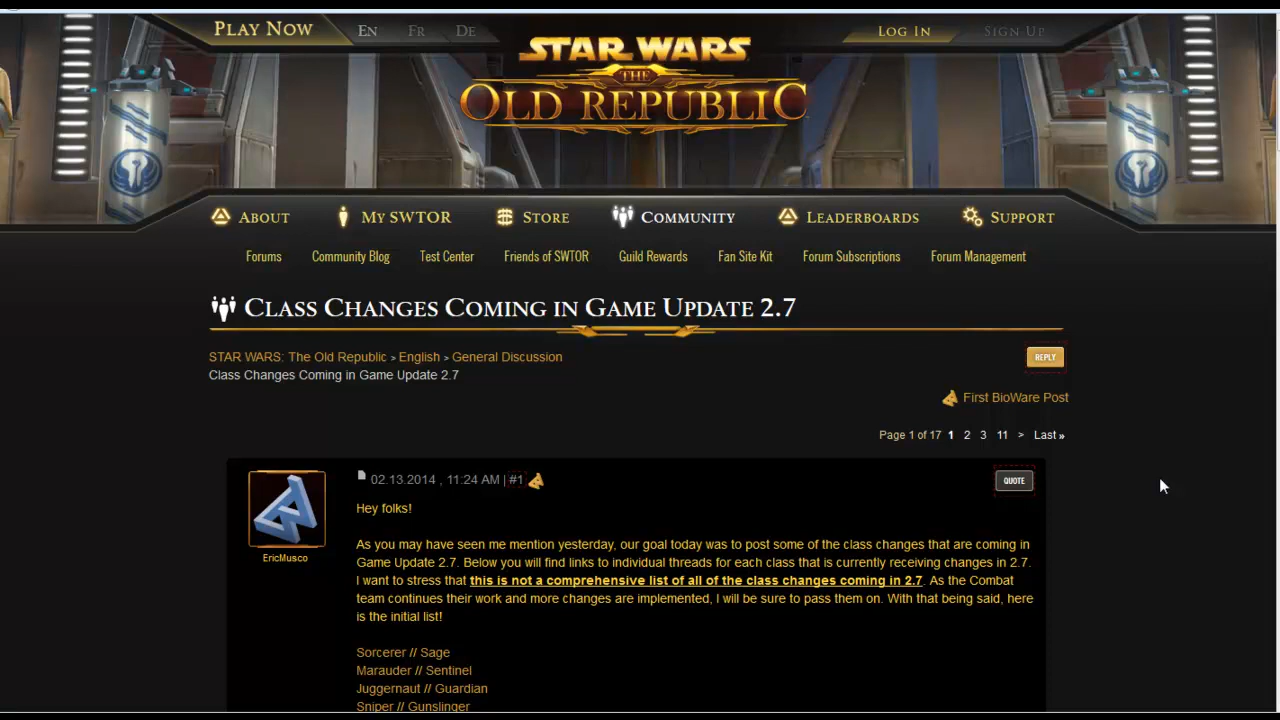 PLAY NOW EN FR DE LOG IN SIGN UP
STAR WARS
THE
OLD REPUBLIC
ABOUT MY SWTOR STORE COMMUNITY LEADERBOARDS SUPPORT
Forums Community Blog Test Center Friends of SWTOR Guild Rewards Fan Site Kit Forum Subscriptions Forum Management
CLASS CHANGES COMING IN GAME UPDATE 2.7
STAR WARS: The Old Republic > English > General Discussion
REPLY
Class Changes Coming in Game Update 2.7
First BioWare Post
Page 1 of 17 1 2 3 11 > Last »
02.13.2014 , 11:24 AM | #1
QUOTE
EricMusco
Hey folks!
As you may have seen me mention yesterday, our goal today was to post some of the class changes that are coming in
Game Update 2.7. Below you will find links to individual threads for each class that is currently receiving changes in 2.7.
I want to stress that this is not a comprehensive list of all of the class changes coming in 2.7. As the Combat
team continues their work and more changes are implemented, I will be sure to pass them on. With that being said, here
is the initial list!
Sorcerer // Sage
Marauder // Sentinel
Juggernaut // Guardian
Sniper // Gunslinger